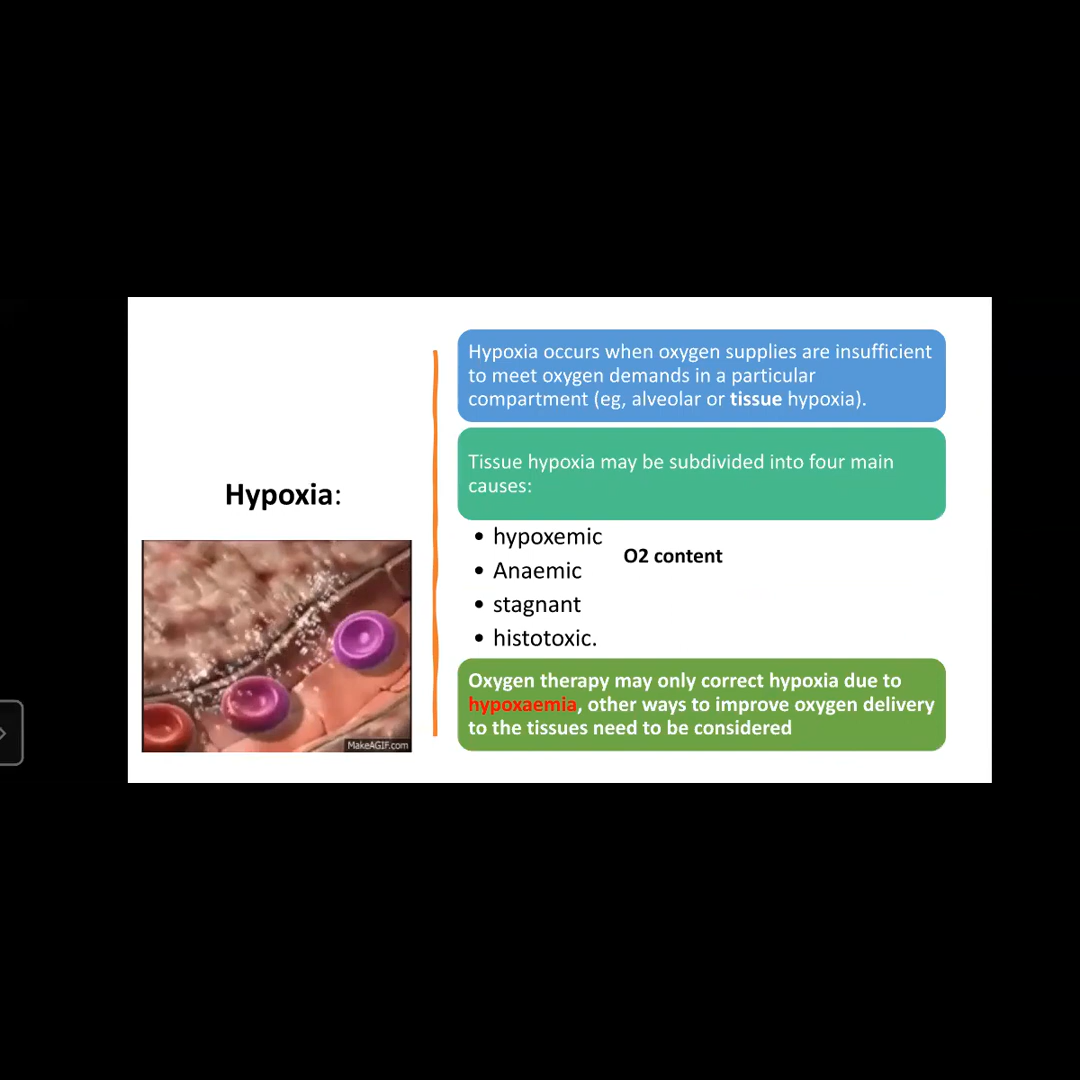 Hypoxia:
MakeAGIF.com
Hypoxia occurs when oxygen supplies are insufficient
to meet oxygen demands in a particular
compartment (eg, alveolar or tissue hypoxia).
Tissue hypoxia may be subdivided into four main
causes:
• hypoxemic
• Anaemic
O2 content
• stagnant
• histotoxic.
Oxygen therapy may only correct hypoxia due to
hypoxaemia, other ways to improve oxygen delivery
to the tissues need to be considered